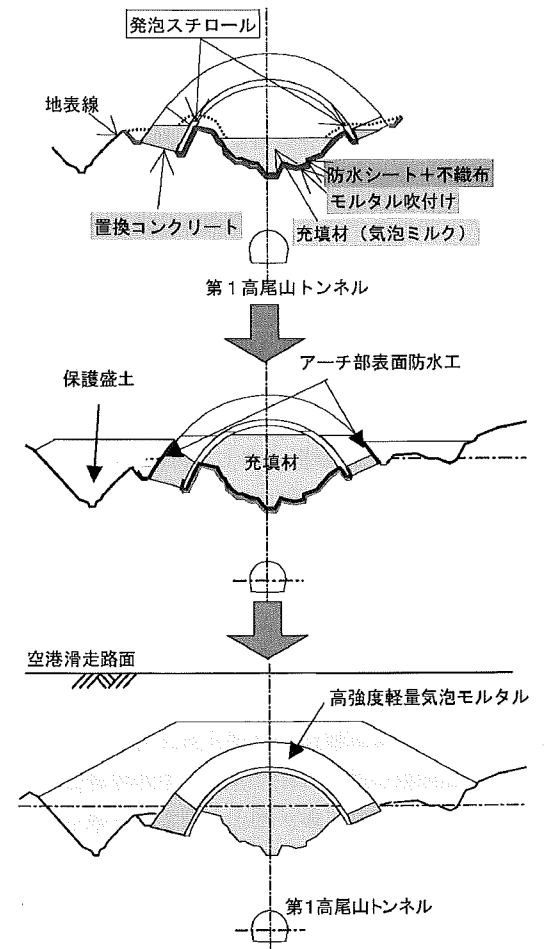 発泡スチロール
地表線
防水シート＋不織布
モルタル吹付け
置換コンクリート
充填材（気泡ミルク）
第１高尾山トンネル
アーチ部表面防水工
保護盛土
充填材
空港滑走路面
高強度軽量気泡モルタル
第1高尾山トンネル